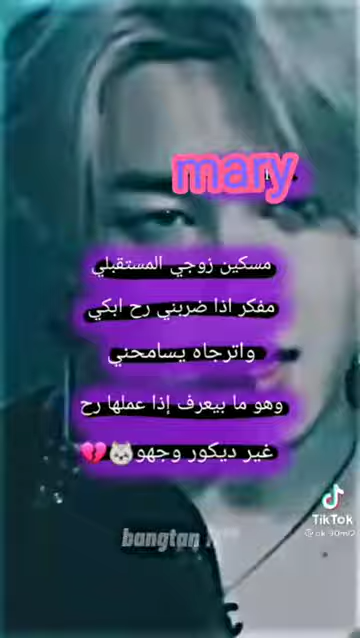 mary
مسكين زوجي المستقبلي
مفكر اذا ضربني رح ابكي
واترجاه يسامحني
وهو ما بيعرف إذا عملها رح
غير ديكور وجهو🐱💔
bangtan
TikTok